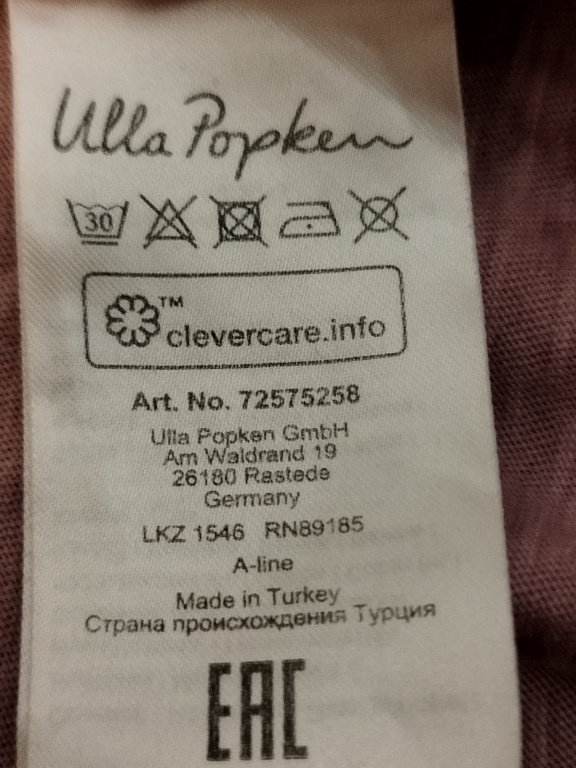 Ulla Popken
30
™
clevercare.info
Art. No. 72575258
Ulla Popken GmbH
Am Waldrand 19
26180 Rastede
Germany
LKZ 1546 RN89185
A-line
Made in Turkey
Страна происхождения Турция
EAC